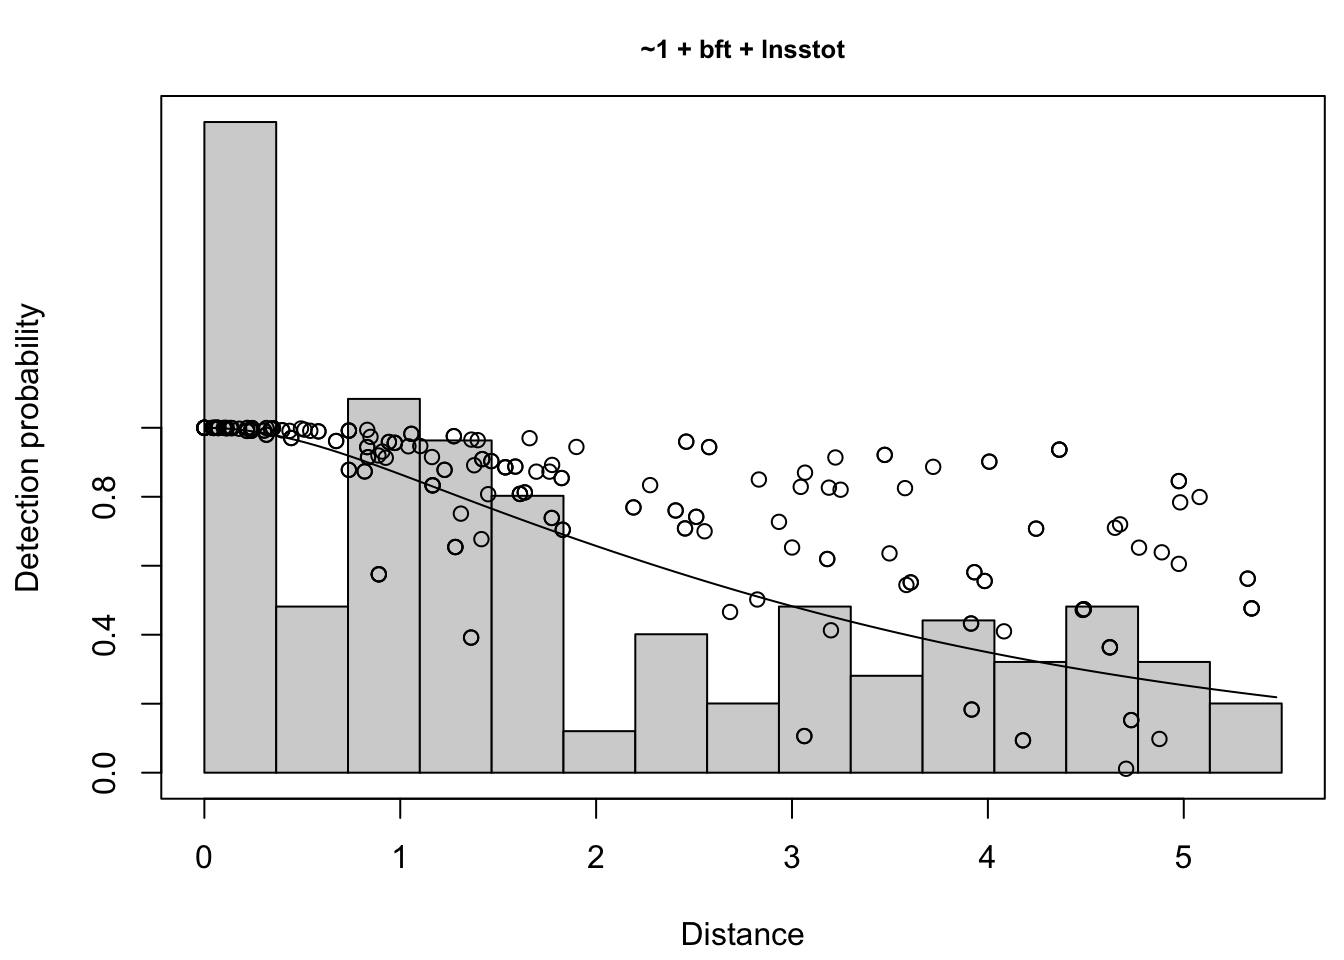 ~1 + bft + lnsstot
Detection probability
0.8
0.4
0.0
0 1 2 3 4 5
Distance